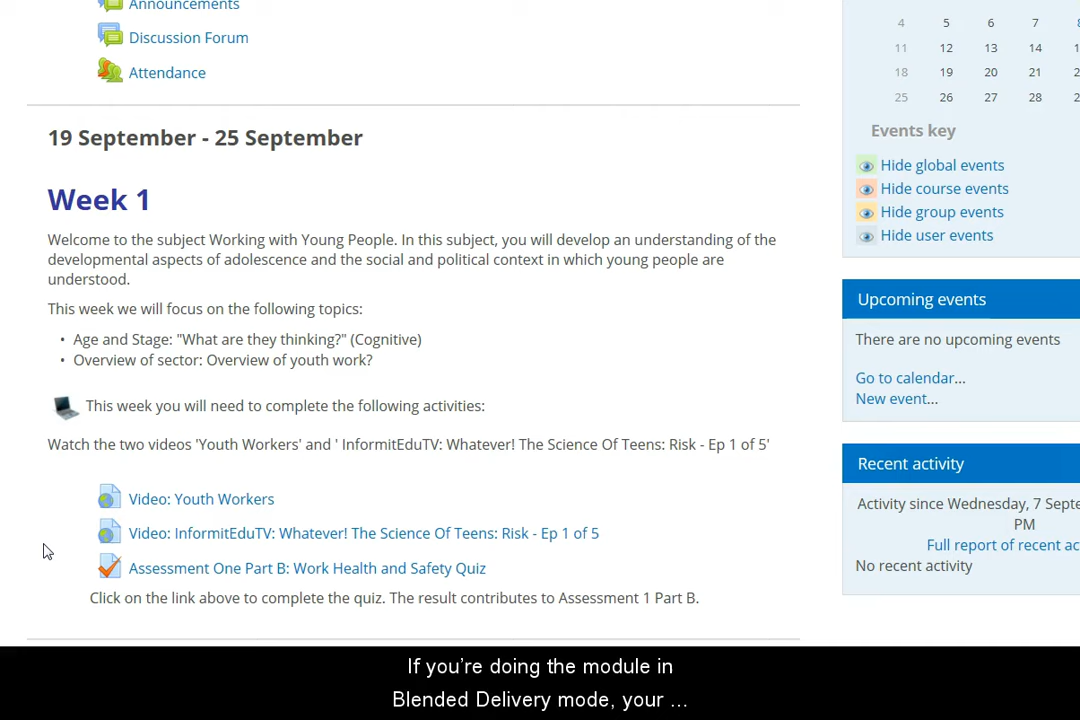 Announcements
Discussion Forum
Attendance
19 September - 25 September
Week 1
Welcome to the subject Working with Young People. In this subject, you will develop an understanding of the
developmental aspects of adolescence and the social and political context in which young people are
understood.
This week we will focus on the following topics:
• Age and Stage: "What are they thinking?" (Cognitive)
• Overview of sector: Overview of youth work?
This week you will need to complete the following activities:
Watch the two videos 'Youth Workers' and ' InformitEduTV: Whatever! The Science Of Teens: Risk - Ep 1 of 5'
Video: Youth Workers
Video: InformitEduTV: Whatever! The Science Of Teens: Risk - Ep 1 of 5
Assessment One Part B: Work Health and Safety Quiz
Click on the link above to complete the quiz. The result contributes to Assessment 1 Part B.
4 5 6 7
11 12 13 14
18 19 20 21
25 26 27 28
Events key
Hide global events
Hide course events
Hide group events
Hide user events
Upcoming events
There are no upcoming events
Go to calendar...
New event...
Recent activity
Activity since Wednesday, 7 Septe
PM
Full report of recent ac
No recent activity
If you're doing the module in
Blended Delivery mode, your ...